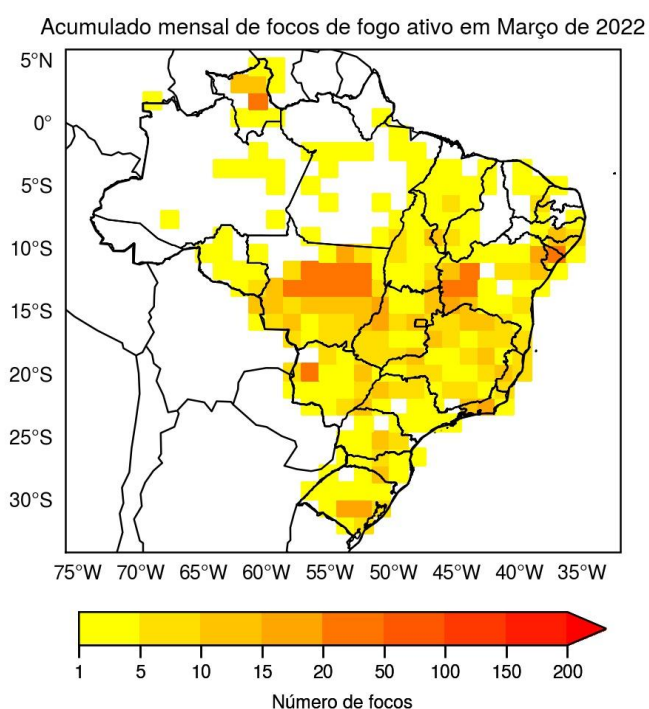 Acumulado mensal de focos de fogo ativo em Março de 2022
5°N
0°
5°S
10°S
15°S
20°S
25°S
30°S
75°W 70°W 65°W 60°W 55°W 50°W 45°W 40°W 35°W
1 5 10 15 20 50 100 150 200
Número de focos